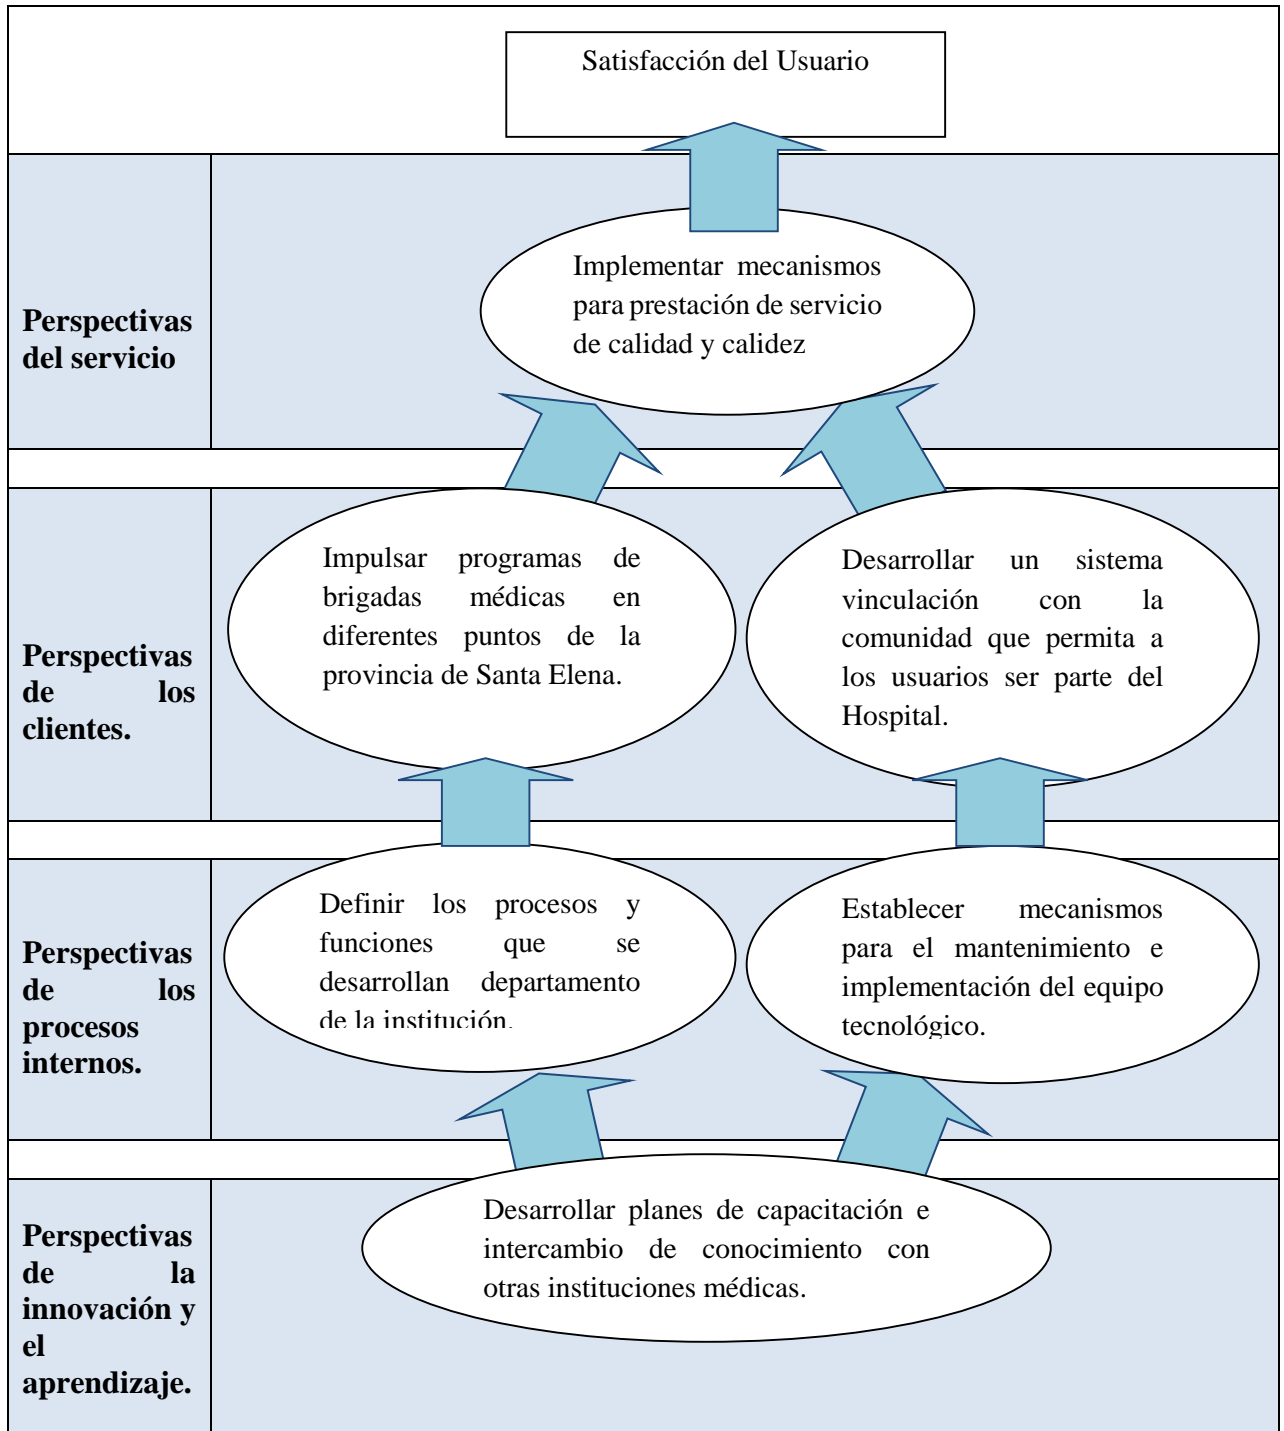 Satisfacción del Usuario
Perspectivas
del servicio
Implementar mecanismos
para prestación de servicio
de calidad y calidez
Perspectivas
de los
clientes.
Impulsar programas de
brigadas médicas en
diferentes puntos de la
provincia de Santa Elena.
Desarrollar un sistema
vinculación con la
comunidad que permita a
los usuarios ser parte del
Hospital.
Perspectivas
de los
procesos
internos.
Definir los procesos y
funciones que se
desarrollan departamento
de la institución.
Establecer mecanismos
para el mantenimiento e
implementación del equipo
tecnológico.
Perspectivas
de la
innovación y
el
aprendizaje.
Desarrollar planes de capacitación e
intercambio de conocimiento con
otras instituciones médicas.